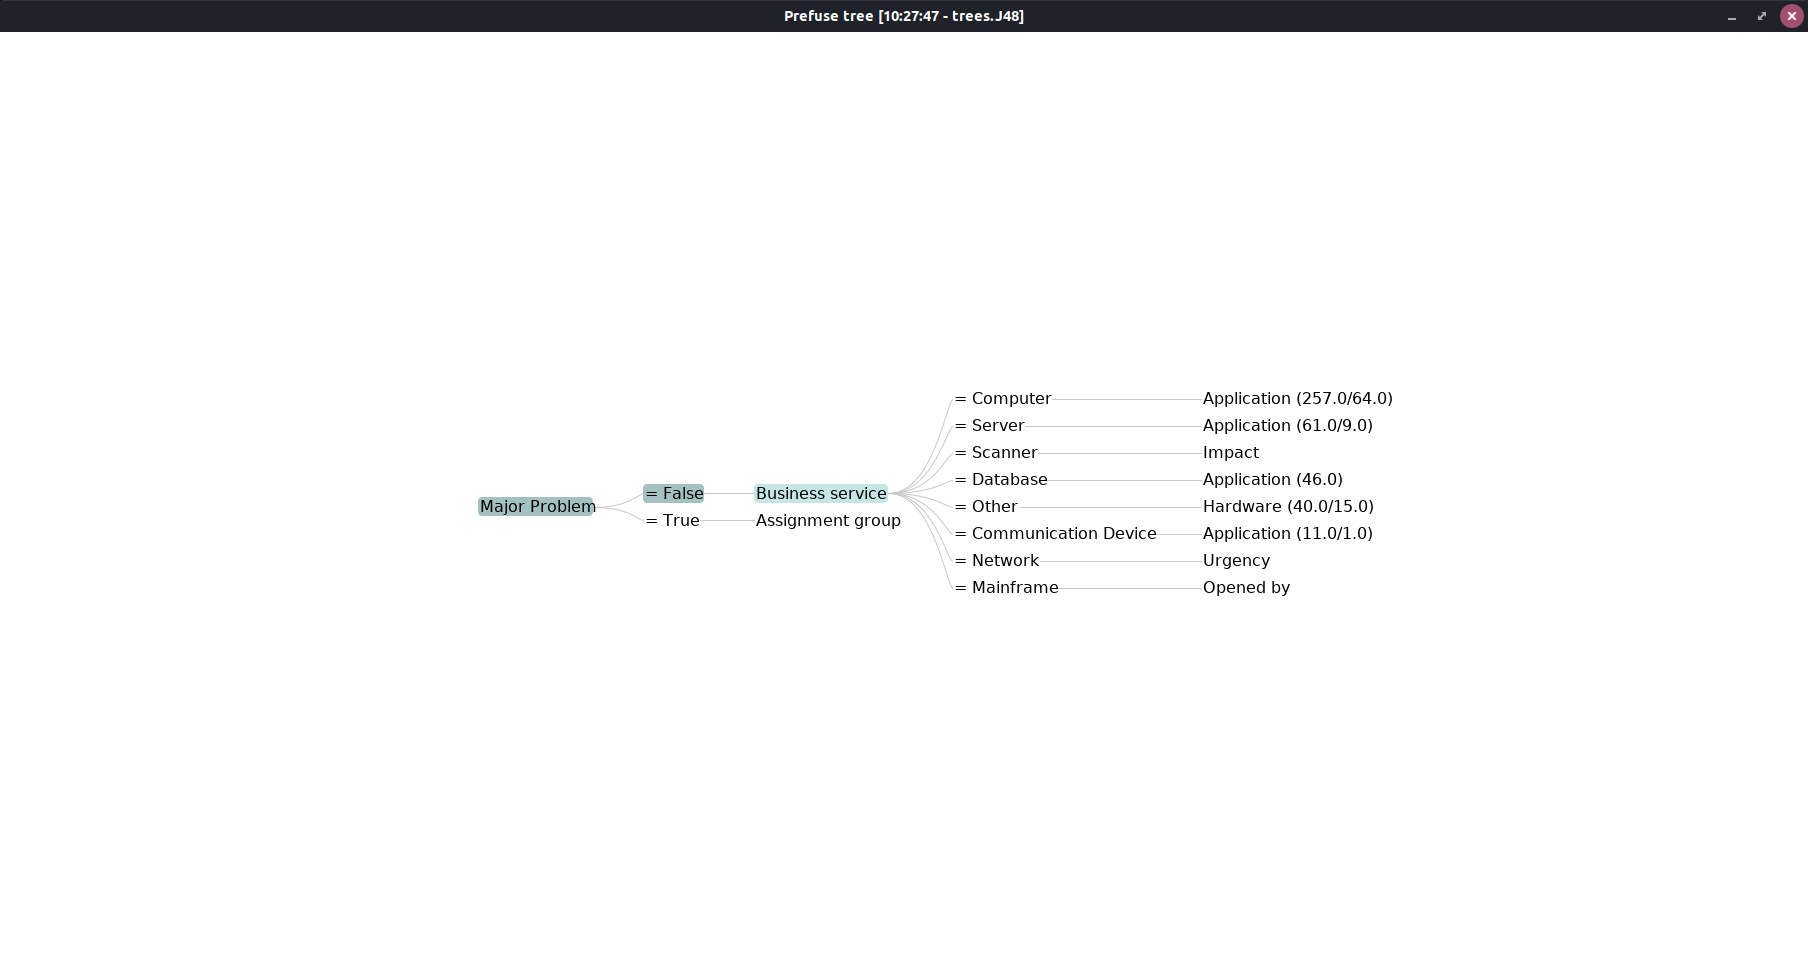 Prefuse tree [10:27:47 - trees.J48]
= Computer Application (257.0/64.0)
= Server Application (61.0/9.0)
= Scanner Impact
= Database Application (46.0)
= False Business service
Major Problem = Other Hardware (40.0/15.0)
= True Assignment group
= Communication Device Application (11.0/1.0)
= Network Urgency
= Mainframe Opened by